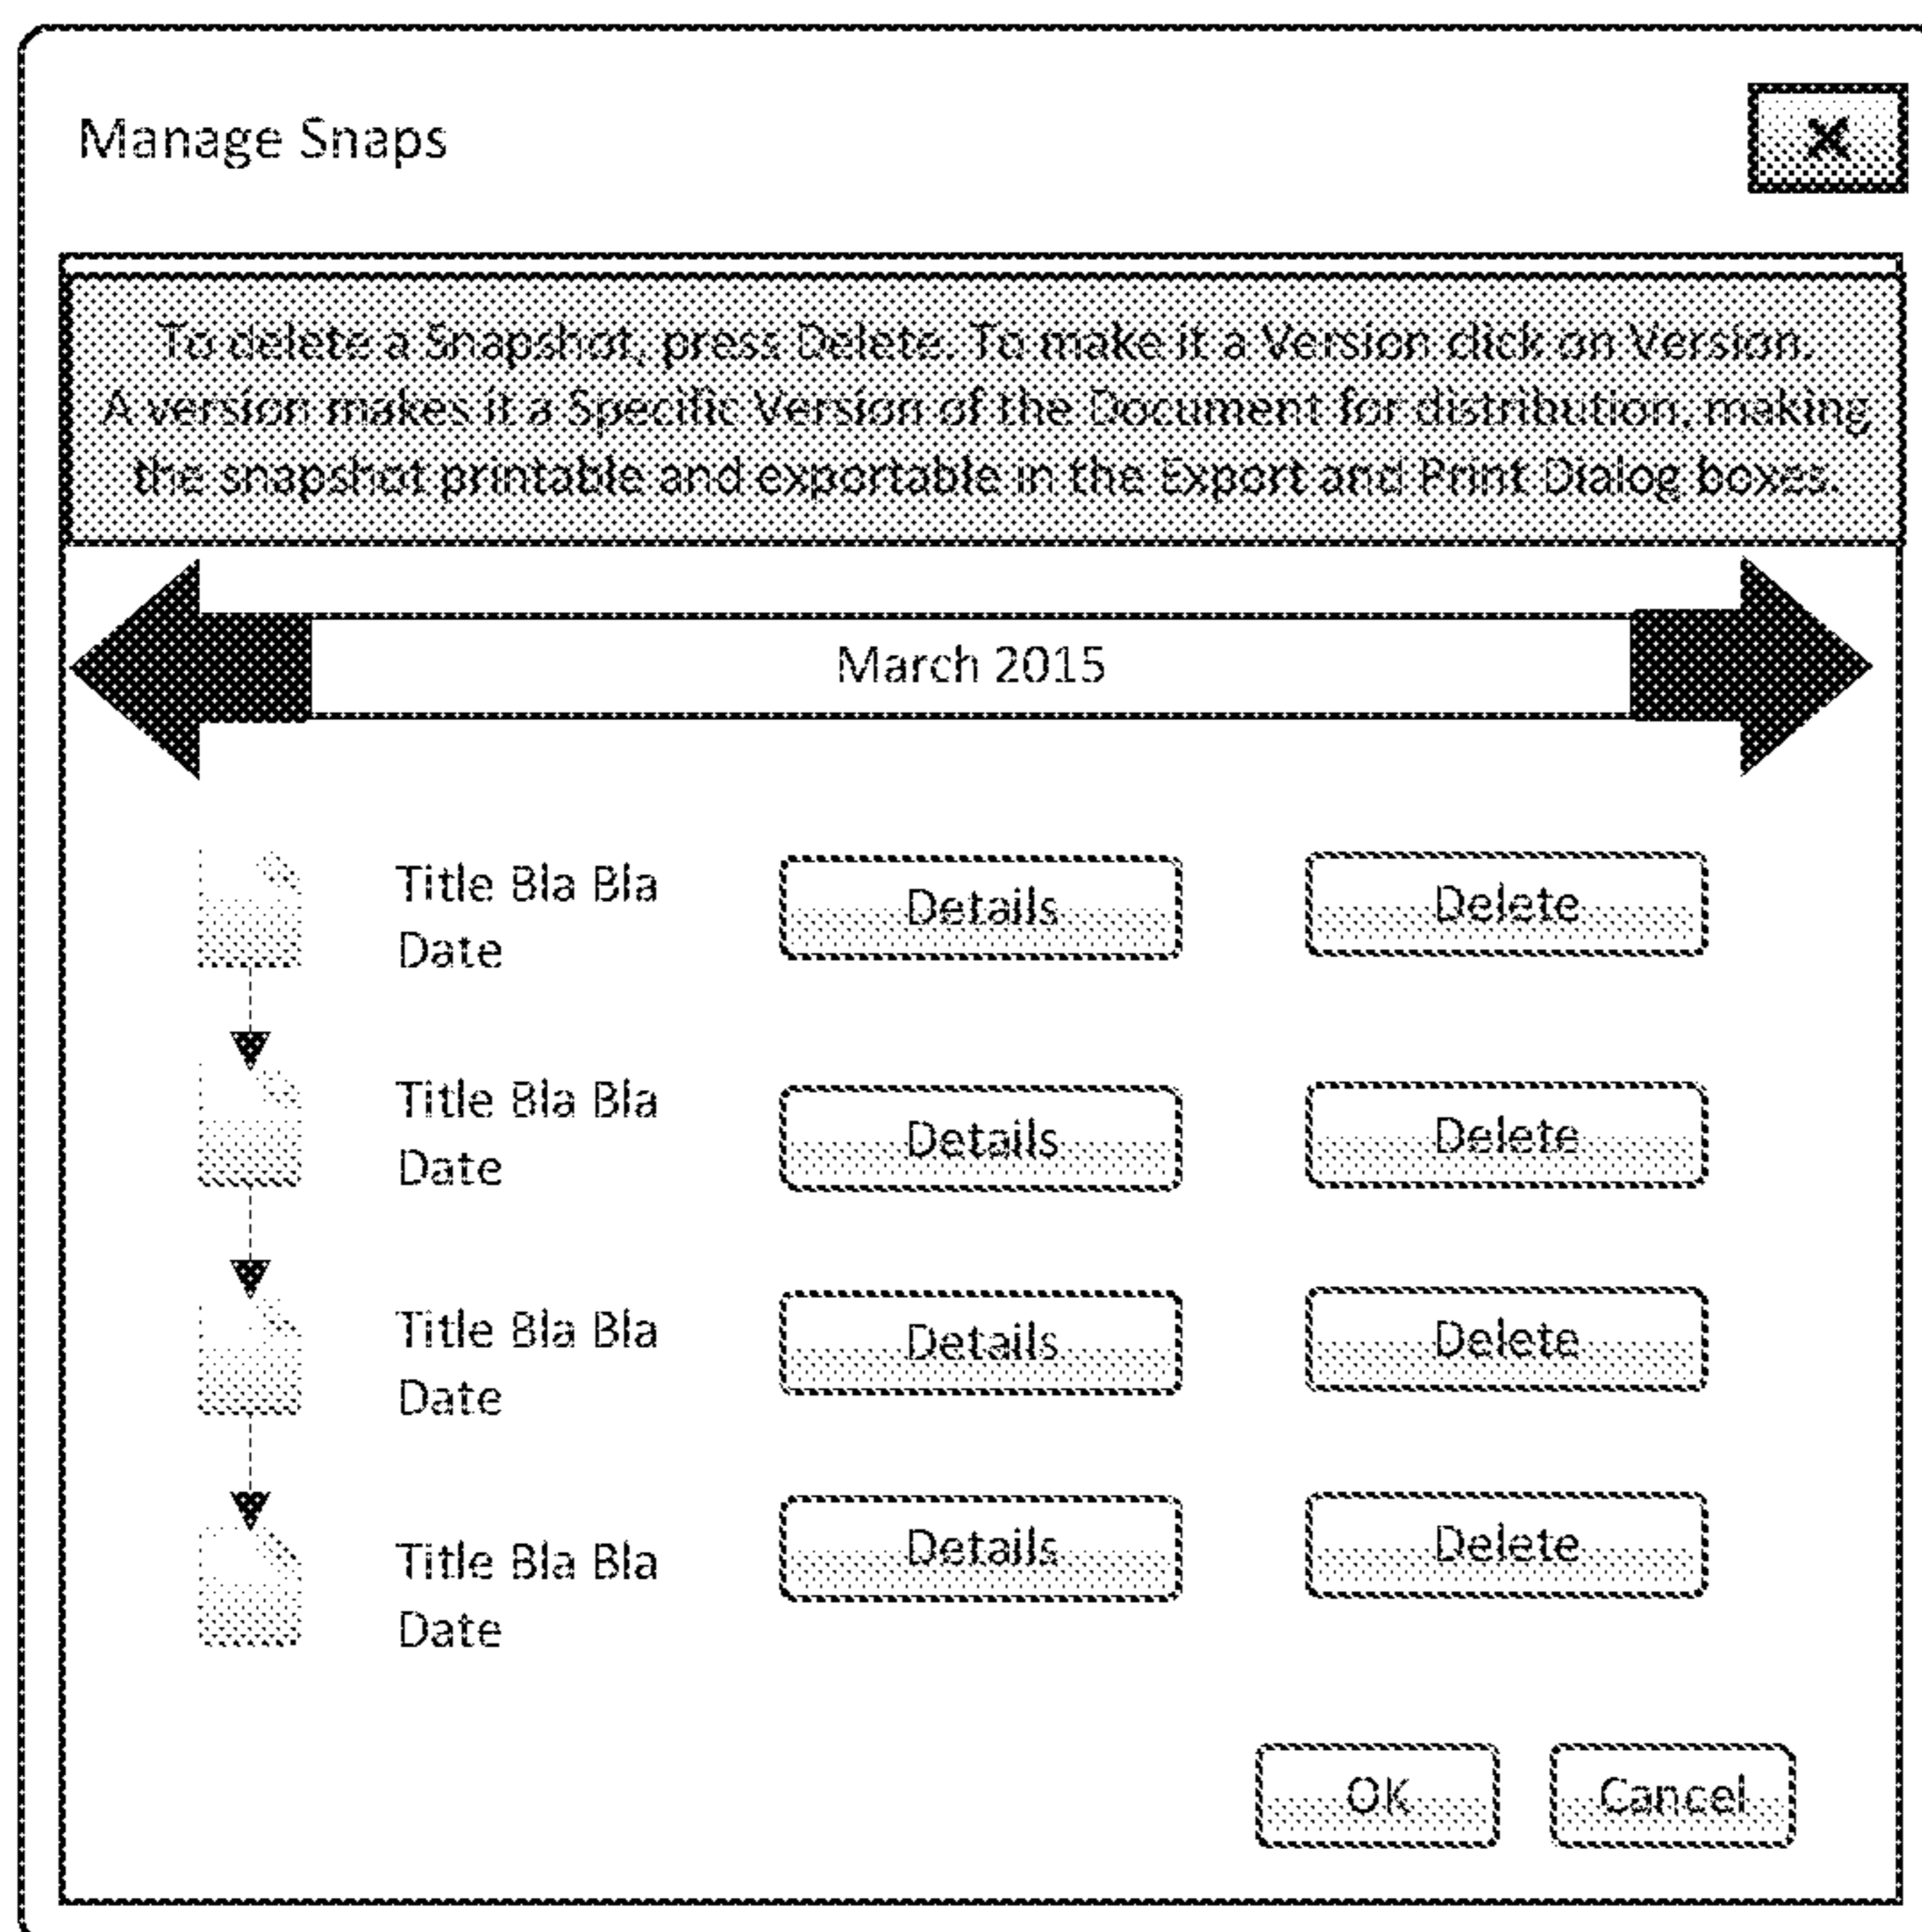 Manage Snaps
X
To delete a Snapshot, press Delete. To make it a Version click on Version.
A version makes it a Specific Version of the Document for distribution, making
the snapshot printable and exportable in the Export and Print Dialog boxes.
March 2015
Title Bla Bla
Date
Details
Delete
Title Bla Bla
Date
Details
Delete
Title Bla Bla
Date
Details
Delete
Title Bla Bla
Date
Details
Delete
OK
Cancel